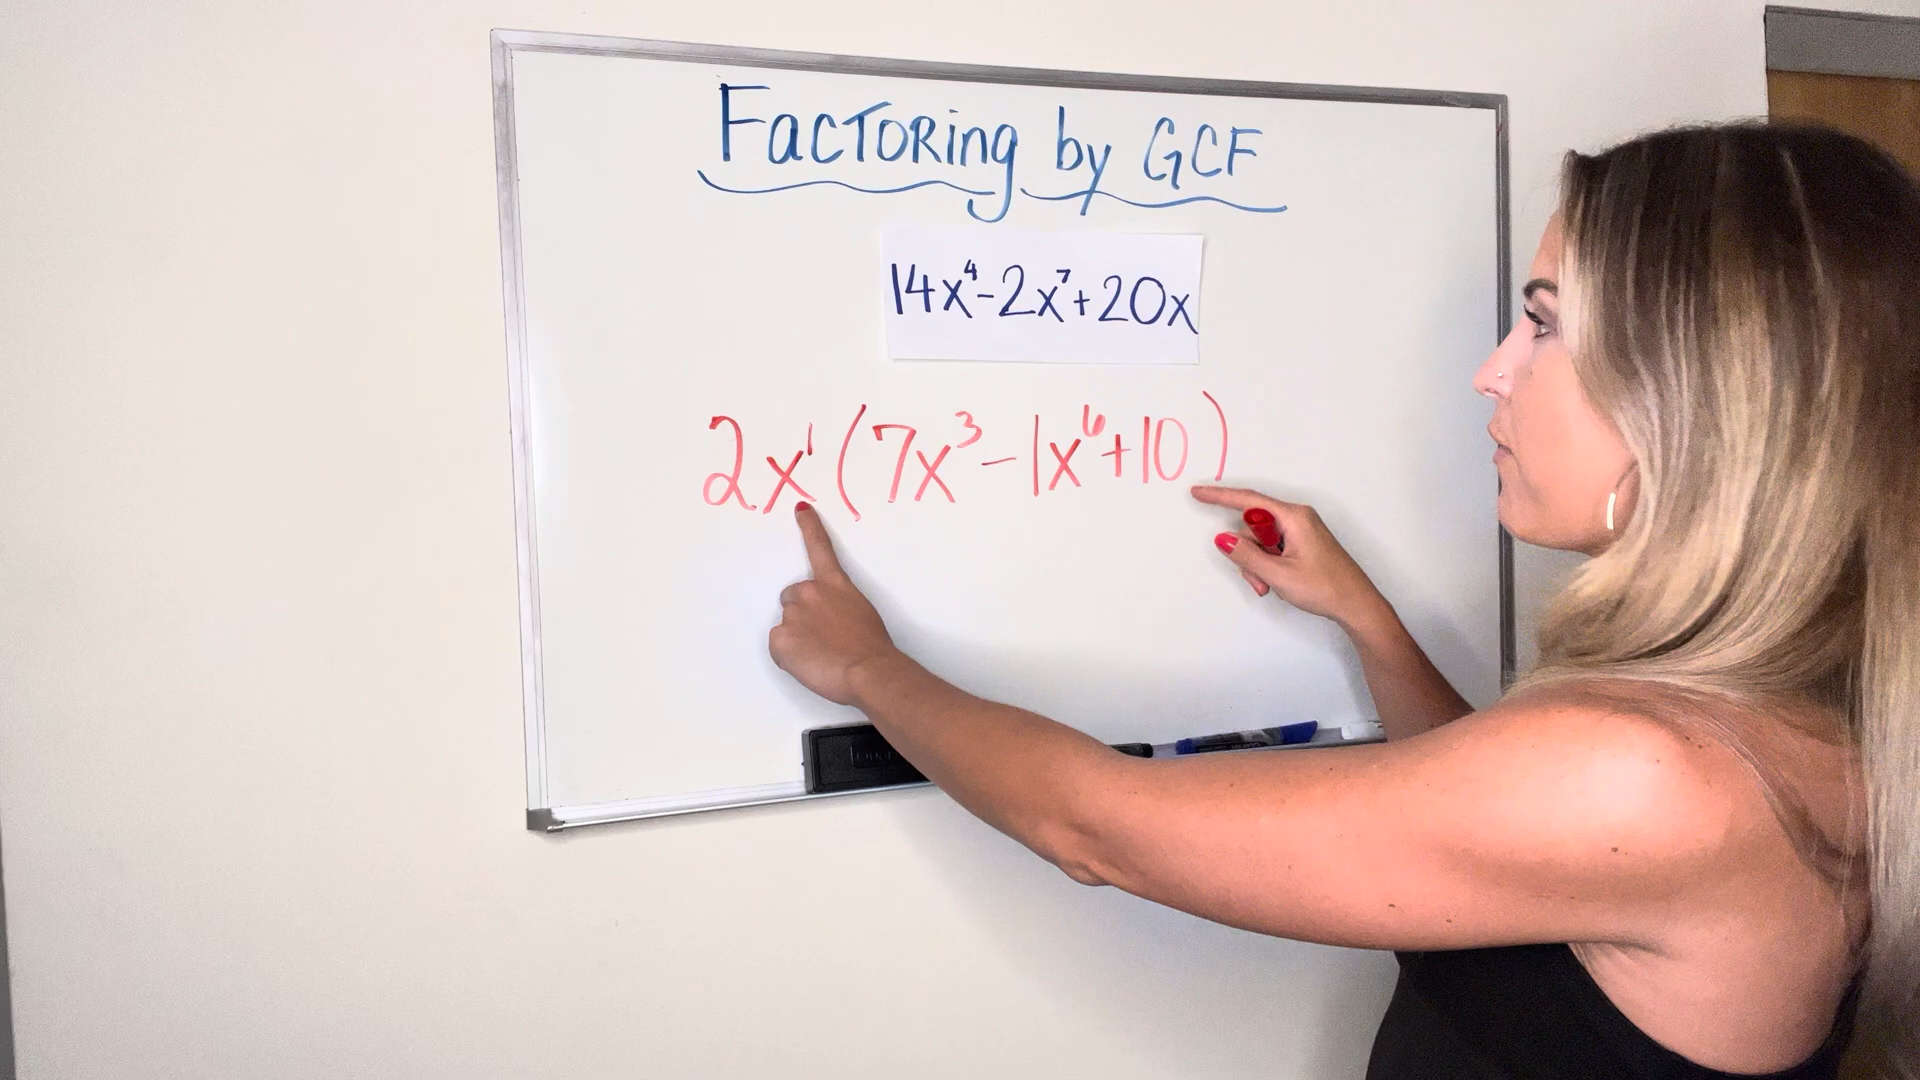 Factoring by GCF
14x⁴-2x⁷+20x
2x¹(7x³-1x⁶+10)